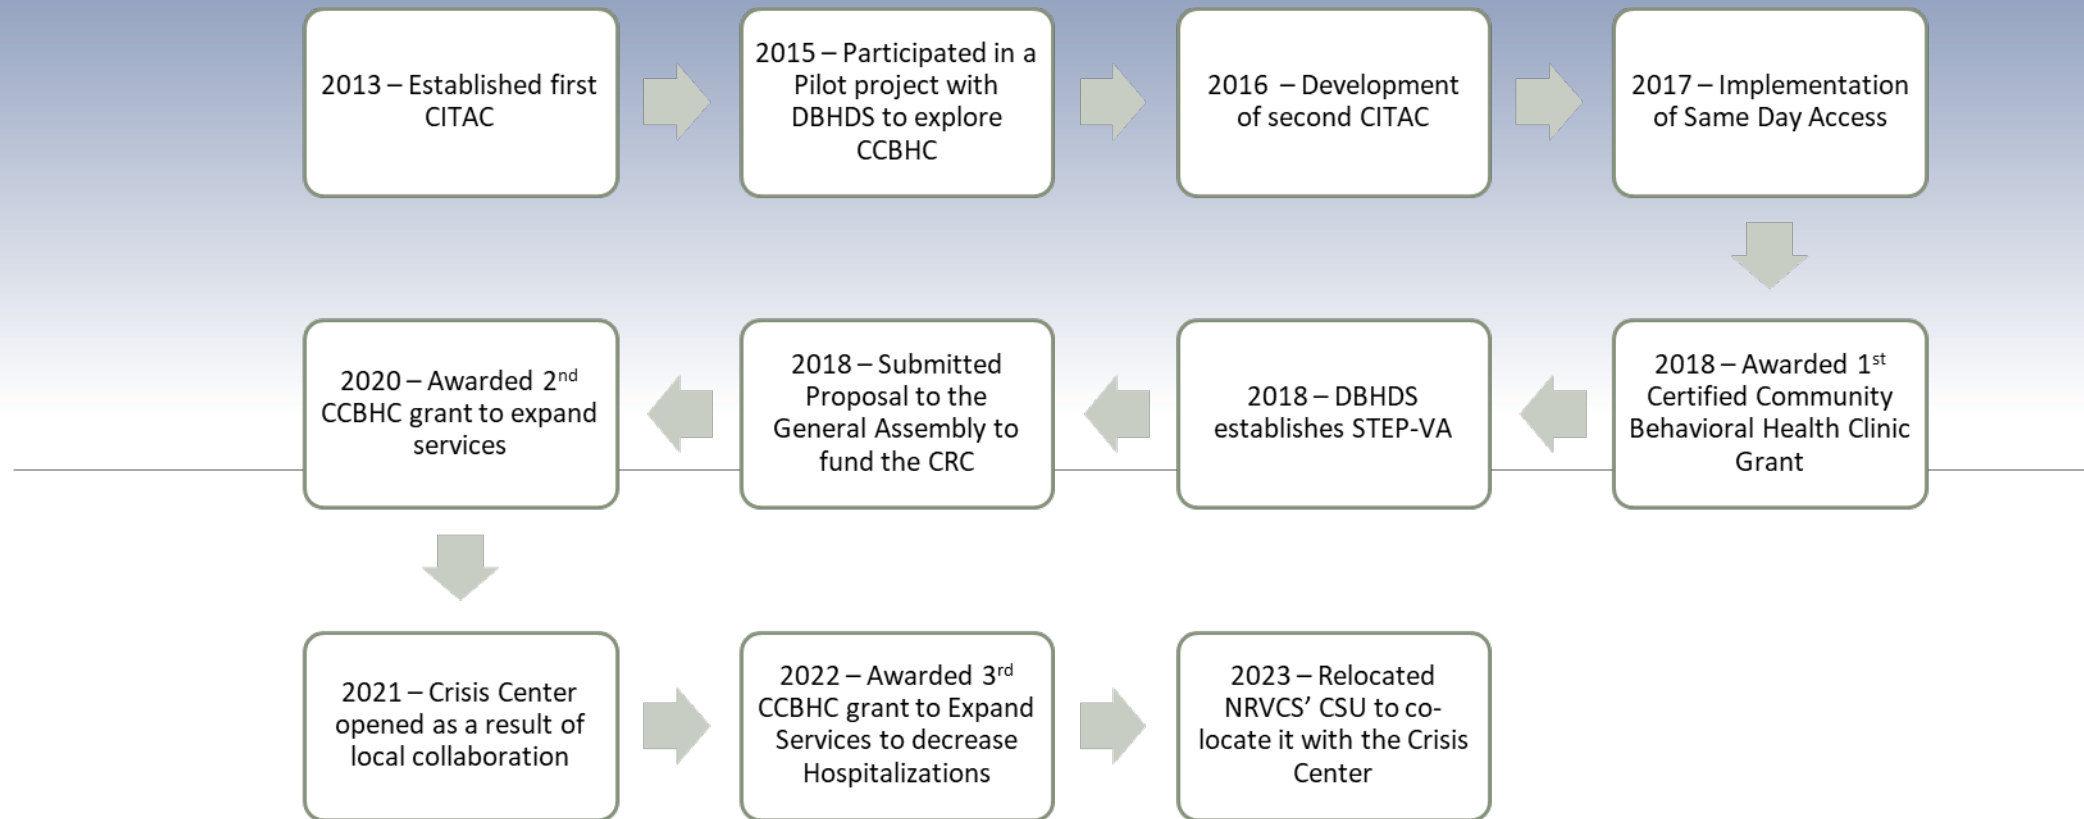 2013 – Established first
CITAC
2015 – Participated in a
Pilot project with
DBHDS to explore
CCBHC
2016 – Development
of second CITAC
2017 – Implementation
of Same Day Access
2018 – Awarded 1st
Certified Community
Behavioral Health Clinic
Grant
2018 – DBHDS
establishes STEP-VA
2018 – Submitted
Proposal to the
General Assembly to
fund the CRC
2020 – Awarded 2nd
CCBHC grant to expand
services
2021 – Crisis Center
opened as a result of
local collaboration
2022 – Awarded 3rd
CCBHC grant to Expand
Services to decrease
Hospitalizations
2023 – Relocated
NRVCS’ CSU to co-
locate it with the Crisis
Center